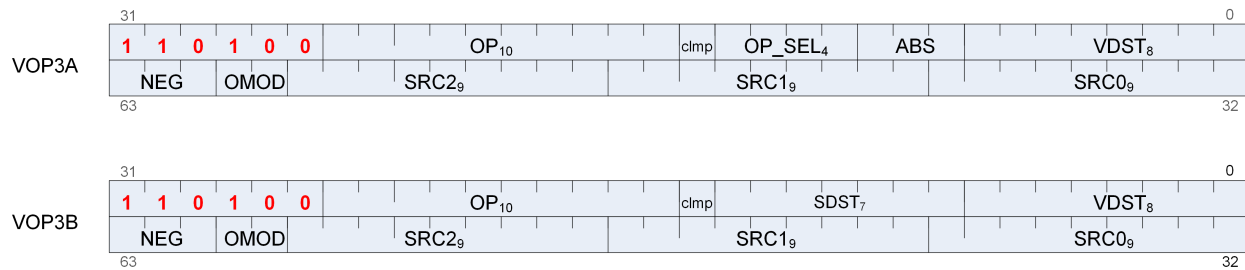 31 0
VOP3A 1 1 0 1 0 0 OP₁₀ clmp OP_SEL₄ ABS VDST₈
NEG OMOD SRC2₉ SRC1₉ SRC0₉
63 32
31 0
VOP3B 1 1 0 1 0 0 OP₁₀ clmp SDST₇ VDST₈
NEG OMOD SRC2₉ SRC1₉ SRC0₉
63 32